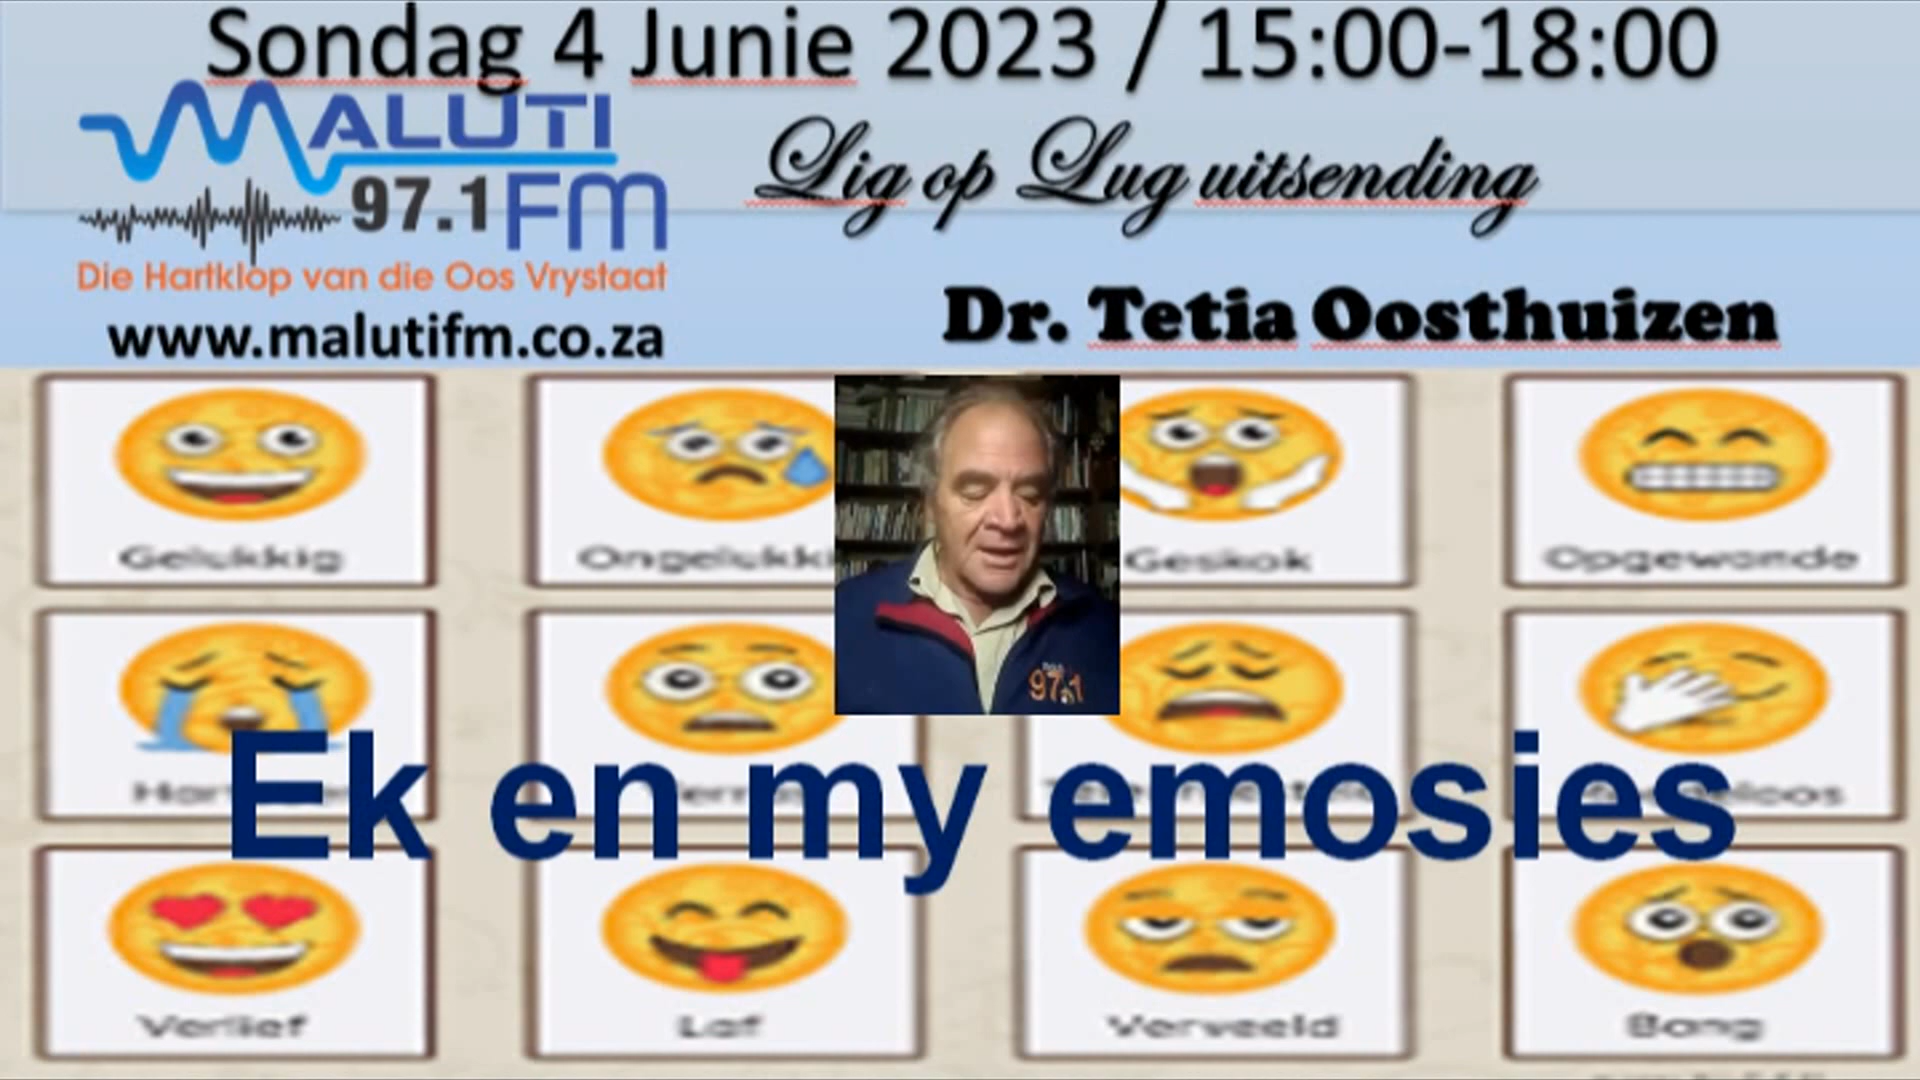 Sondag 4 Junie 2023 / 15:00-18:00
MALUTI
97.1 FM
Die Hartklop van die Oos Vrystaat
www.malutifm.co.za
Lig op Lug uitsending
Dr. Tetia Oosthuizen
Gelukkig
Geskok
Opgewonde
97.1
Ek en my emosies
Verlief
Laf
Verveeld
Bang